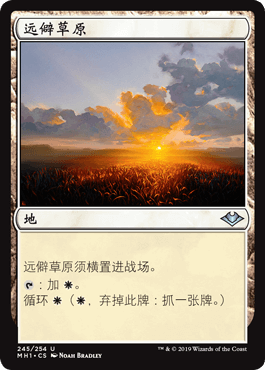 远僻草原
地
远僻草原须横置进战场。
：加。
循环（，弃掉此牌：抓一张牌。）
245/254 U
MH1 • CS NOAH BRADLEY
™ & © 2019 Wizards of the Coast